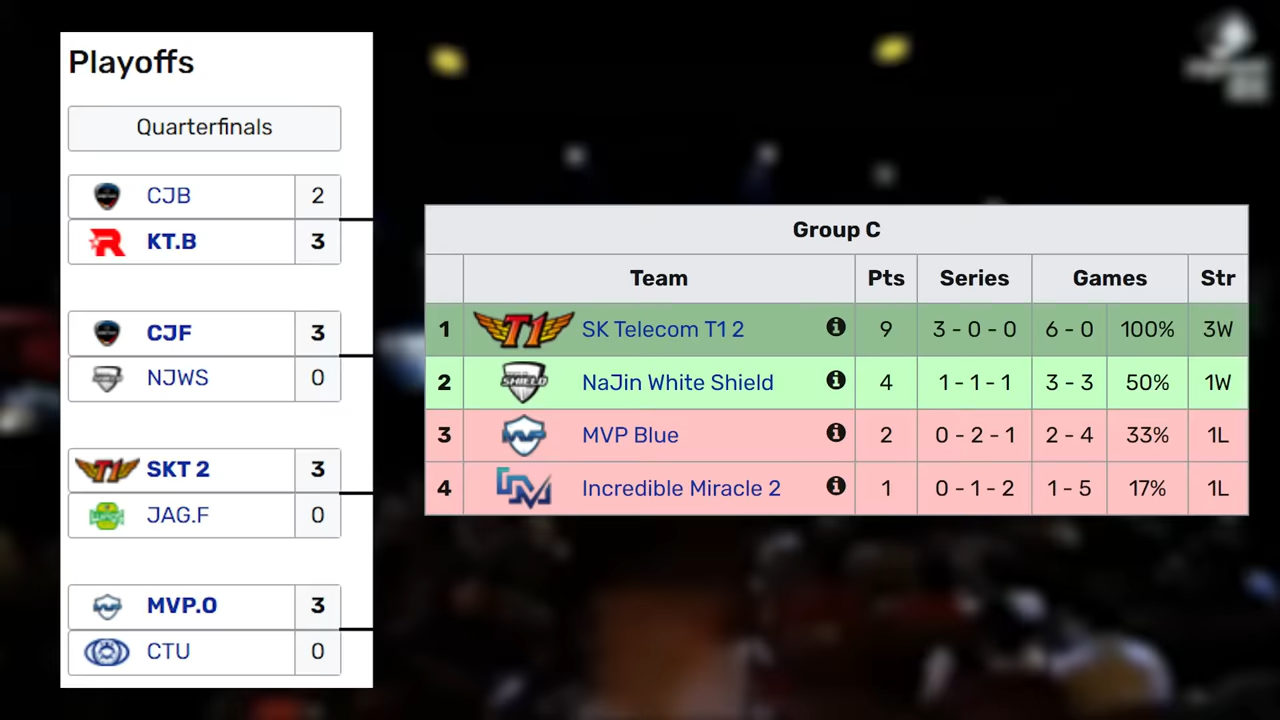 Playoffs
Quarterfinals
CJB 2
KT.B 3
CJF 3
NJWS 0
SKT 2 3
JAG.F 0
MVP.O 3
CTU 0
Group C
Team Pts Series Games Str
1 T1 SK Telecom T1 2 9 3 - 0 - 0 6 - 0 100% 3W
2 SHIELD NaJin White Shield 4 1 - 1 - 1 3 - 3 50% 1W
3 MVP Blue 2 0 - 2 - 1 2 - 4 33% 1L
4 Incredible Miracle 2 1 0 - 1 - 2 1 - 5 17% 1L